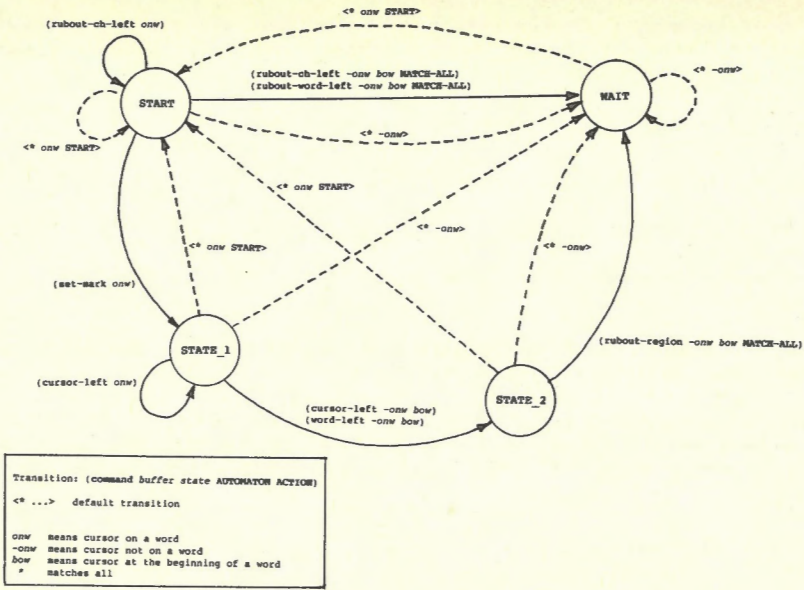 <* onw START>
(rubout-ch-left onw)
<* -onw>
(rubout-ch-left -onw bow MATCH-ALL)
(rubout-word-left -onw bow MATCH-ALL)
START
WAIT
<* -onw>
<* onw START>
<* onw START>
<* -onw>
<* onw START>
<* -onw>
(set-mark onw)
STATE_1
(rubout-region -onw bow MATCH-ALL)
(cursor-left onw)
STATE_2
(cursor-left -onw bow)
(word-left -onw bow)
Transition: (command buffer state AUTOMATON ACTION)
<* ...> default transition
onw means cursor on a word
-onw means cursor not on a word
bow means cursor at the beginning of a word
* matches all